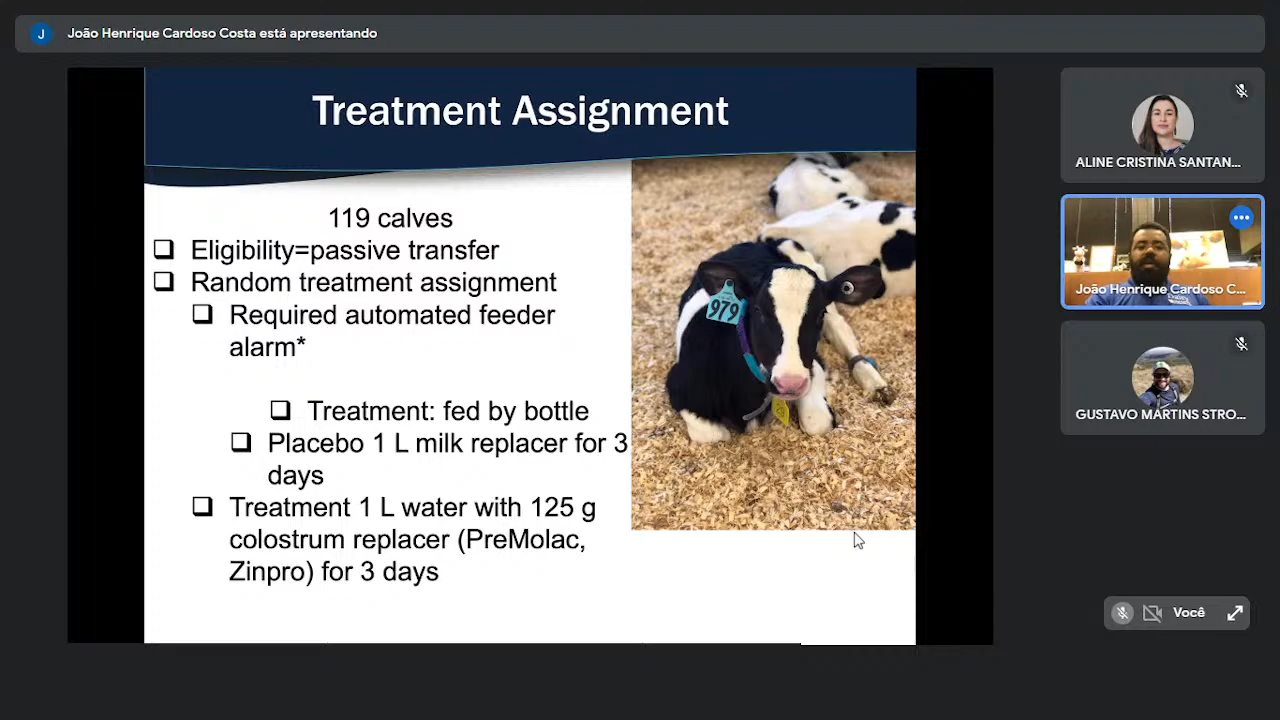 J
João Henrique Cardoso Costa está apresentando
Treatment Assignment
119 calves
Eligibility=passive transfer
Random treatment assignment
Required automated feeder
alarm*
Treatment: fed by bottle
Placebo 1 L milk replacer for 3
days
Treatment 1 L water with 125 g
colostrum replacer (PreMolac,
Zinpro) for 3 days
979
ALINE CRISTINA SANTAN...
João Henrique Cardoso C...
GUSTAVO MARTINS STRO...
Você